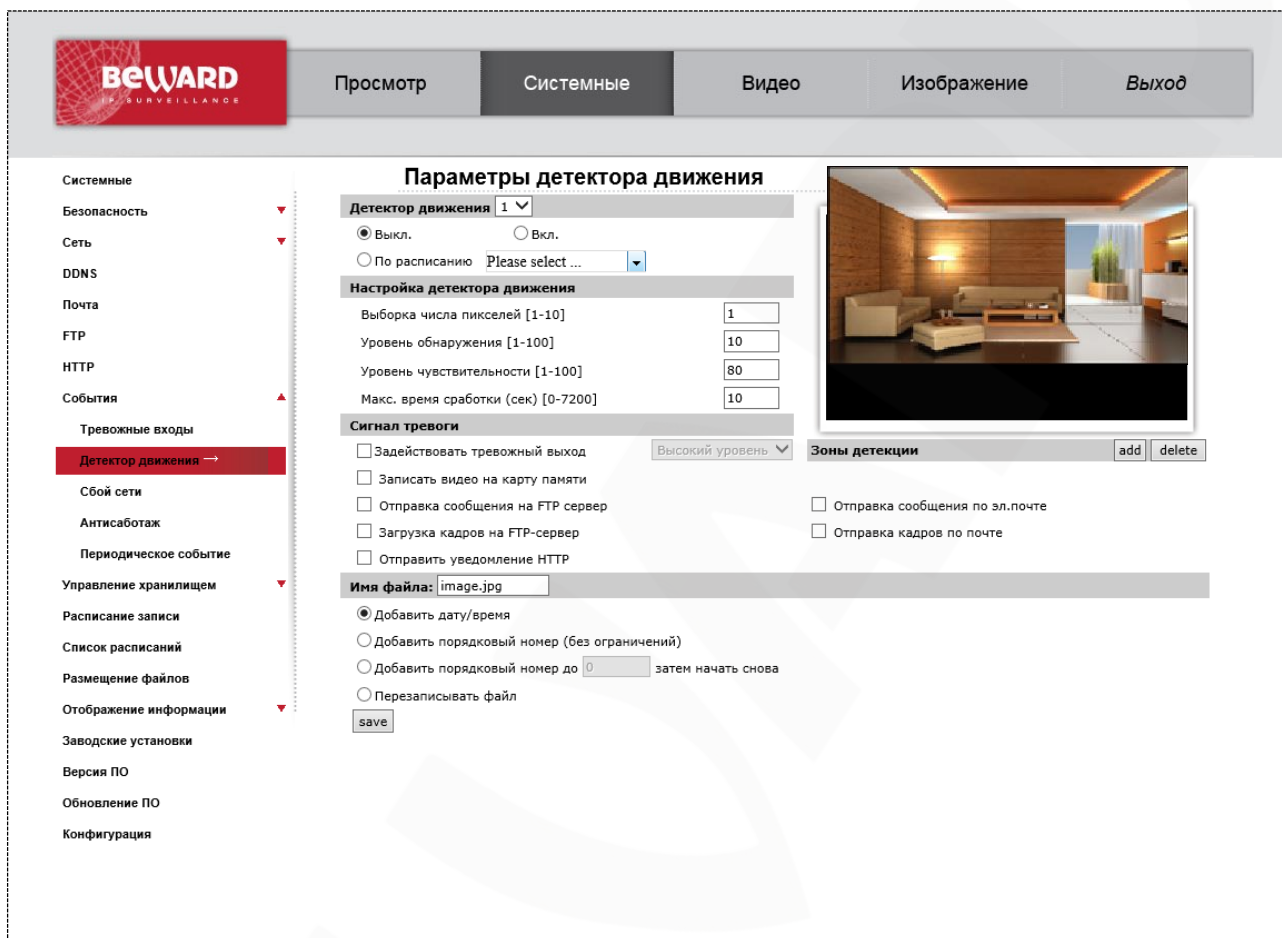 BEWARD
IP SURVEILLANCE
Просмотр
Системные
Видео
Изображение
Выход
Системные
Безопасность
Сеть
DDNS
Почта
FTP
HTTP
События
Тревожные входы
Детектор движения →
Сбой сети
Антисаботаж
Периодическое событие
Управление хранилищем
Расписание записи
Список расписаний
Размещение файлов
Отображение информации
Заводские установки
Версия ПО
Обновление ПО
Конфигурация
Параметры детектора движения
Детектор движения 1
Выкл. Вкл.
По расписанию Please select ...
Настройка детектора движения
Выборка числа пикселей [1-10] 1
Уровень обнаружения [1-100] 10
Уровень чувствительности [1-100] 80
Макс. время сработки (сек) [0-7200] 10
Сигнал тревоги
Задействовать тревожный выход Высокий уровень
Зоны детекции add delete
Записать видео на карту памяти
Отправка сообщения на FTP сервер Отправка сообщения по эл.почте
Загрузка кадров на FTP-сервер Отправка кадров по почте
Отправить уведомление HTTP
Имя файла: image.jpg
Добавить дату/время
Добавить порядковый номер (без ограничений)
Добавить порядковый номер до 0 затем начать снова
Перезаписывать файл
save